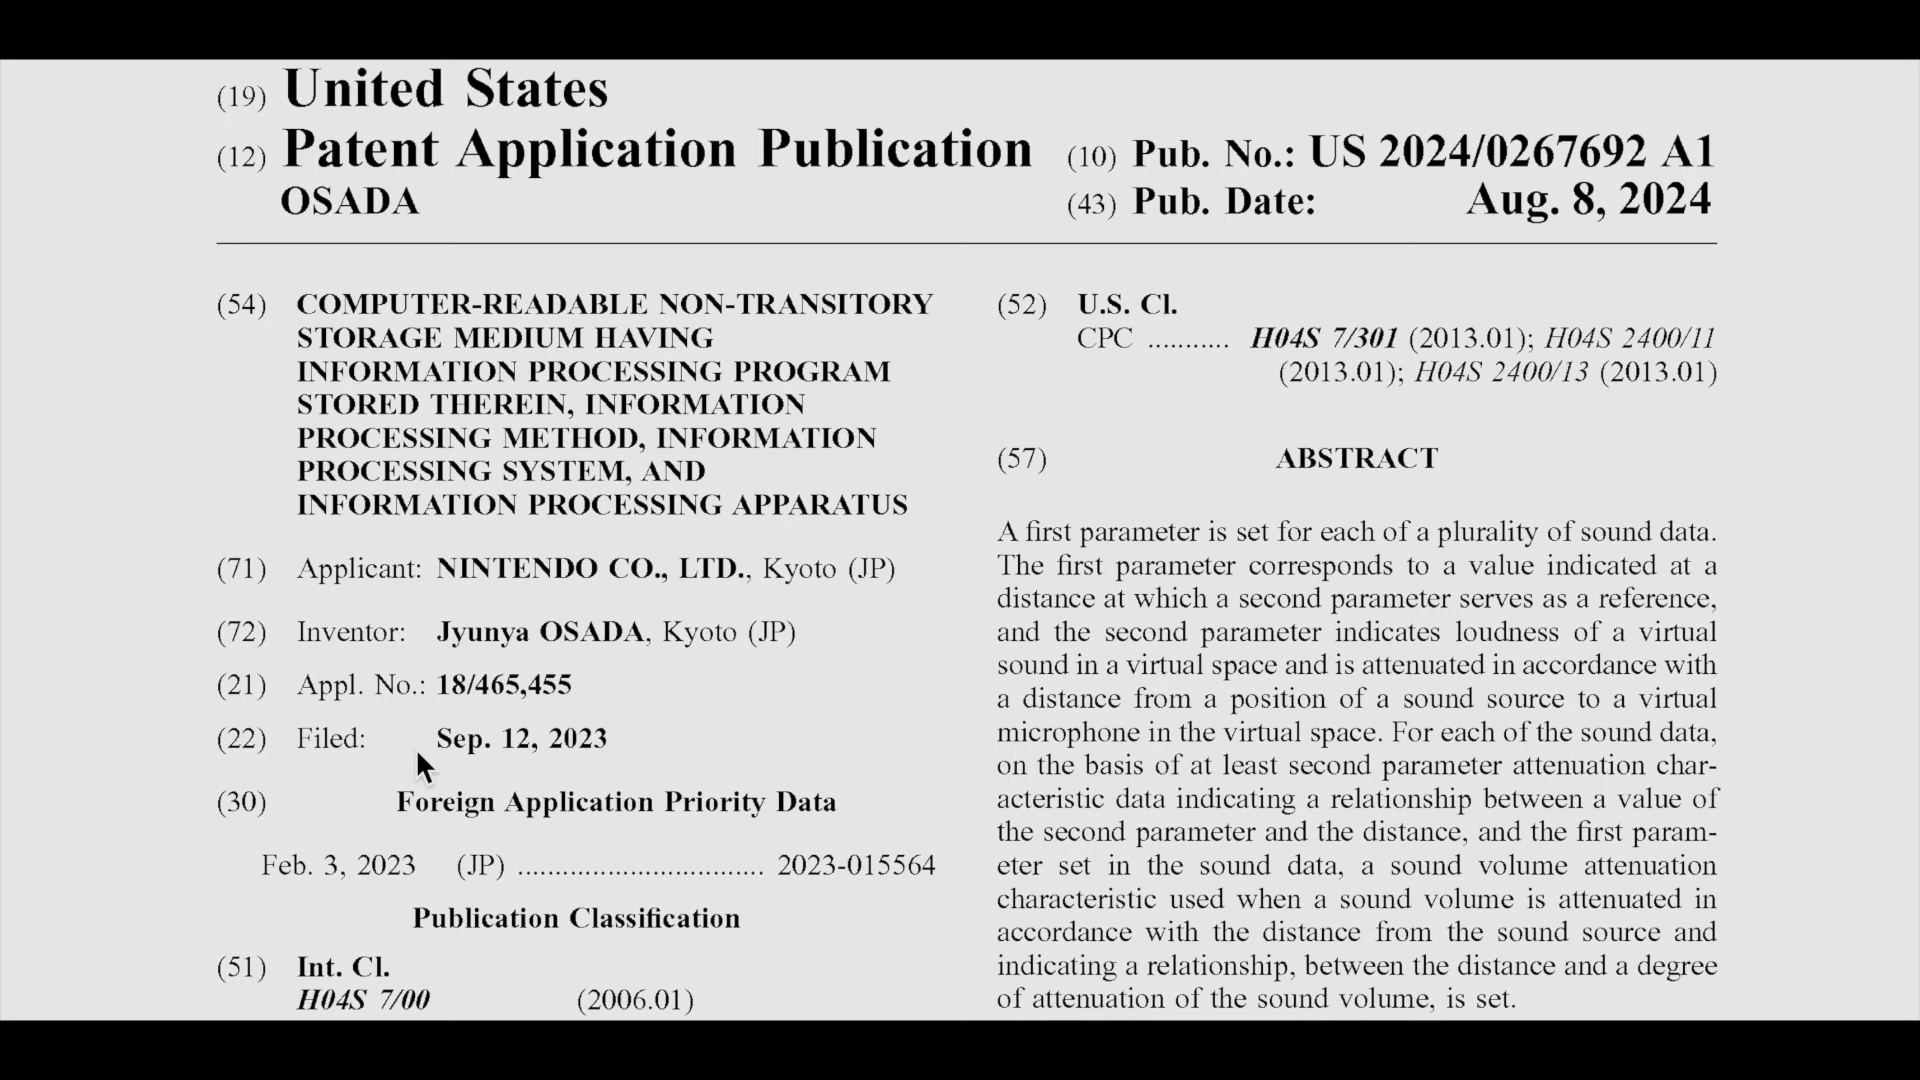 (19) United States
(12) Patent Application Publication
OSADA
(10) Pub. No.: US 2024/0267692 A1
(43) Pub. Date: Aug. 8, 2024
(54) COMPUTER-READABLE NON-TRANSITORY
STORAGE MEDIUM HAVING
INFORMATION PROCESSING PROGRAM
STORED THEREIN, INFORMATION
PROCESSING METHOD, INFORMATION
PROCESSING SYSTEM, AND
INFORMATION PROCESSING APPARATUS
(71) Applicant: NINTENDO CO., LTD., Kyoto (JP)
(72) Inventor: Jyunya OSADA, Kyoto (JP)
(21) Appl. No.: 18/465,455
(22) Filed: Sep. 12, 2023
(30) Foreign Application Priority Data
Feb. 3, 2023 (JP) ................................. 2023-015564
Publication Classification
(51) Int. Cl.
H04S 7/00 (2006.01)
(52) U.S. Cl.
CPC ........... H04S 7/301 (2013.01); H04S 2400/11
(2013.01); H04S 2400/13 (2013.01)
(57) ABSTRACT
A first parameter is set for each of a plurality of sound data.
The first parameter corresponds to a value indicated at a
distance at which a second parameter serves as a reference,
and the second parameter indicates loudness of a virtual
sound in a virtual space and is attenuated in accordance with
a distance from a position of a sound source to a virtual
microphone in the virtual space. For each of the sound data,
on the basis of at least second parameter attenuation char-
acteristic data indicating a relationship between a value of
the second parameter and the distance, and the first param-
eter set in the sound data, a sound volume attenuation
characteristic used when a sound volume is attenuated in
accordance with the distance from the sound source and
indicating a relationship, between the distance and a degree
of attenuation of the sound volume, is set.